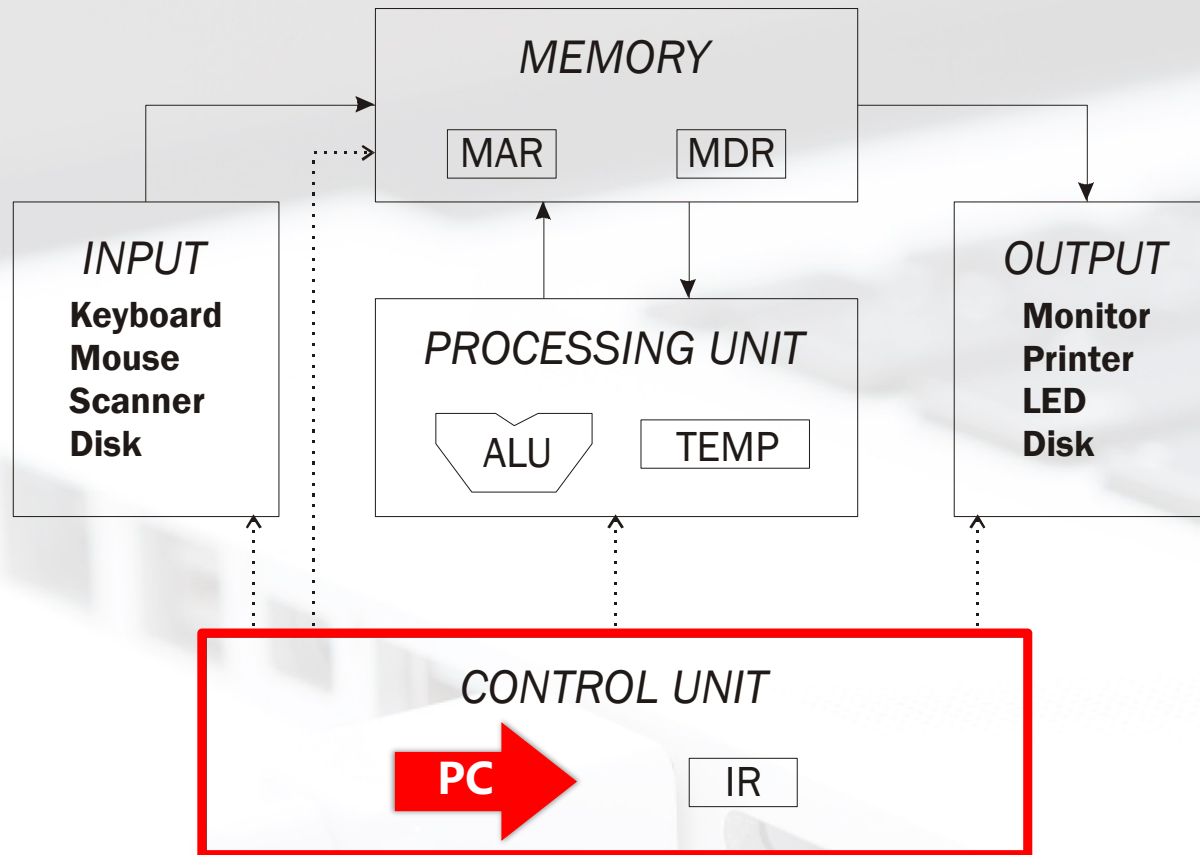 MEMORY
MAR
MDR
INPUT
Keyboard
Mouse
Scanner
Disk
PROCESSING UNIT
ALU
TEMP
OUTPUT
Monitor
Printer
LED
Disk
CONTROL UNIT
PC
IR